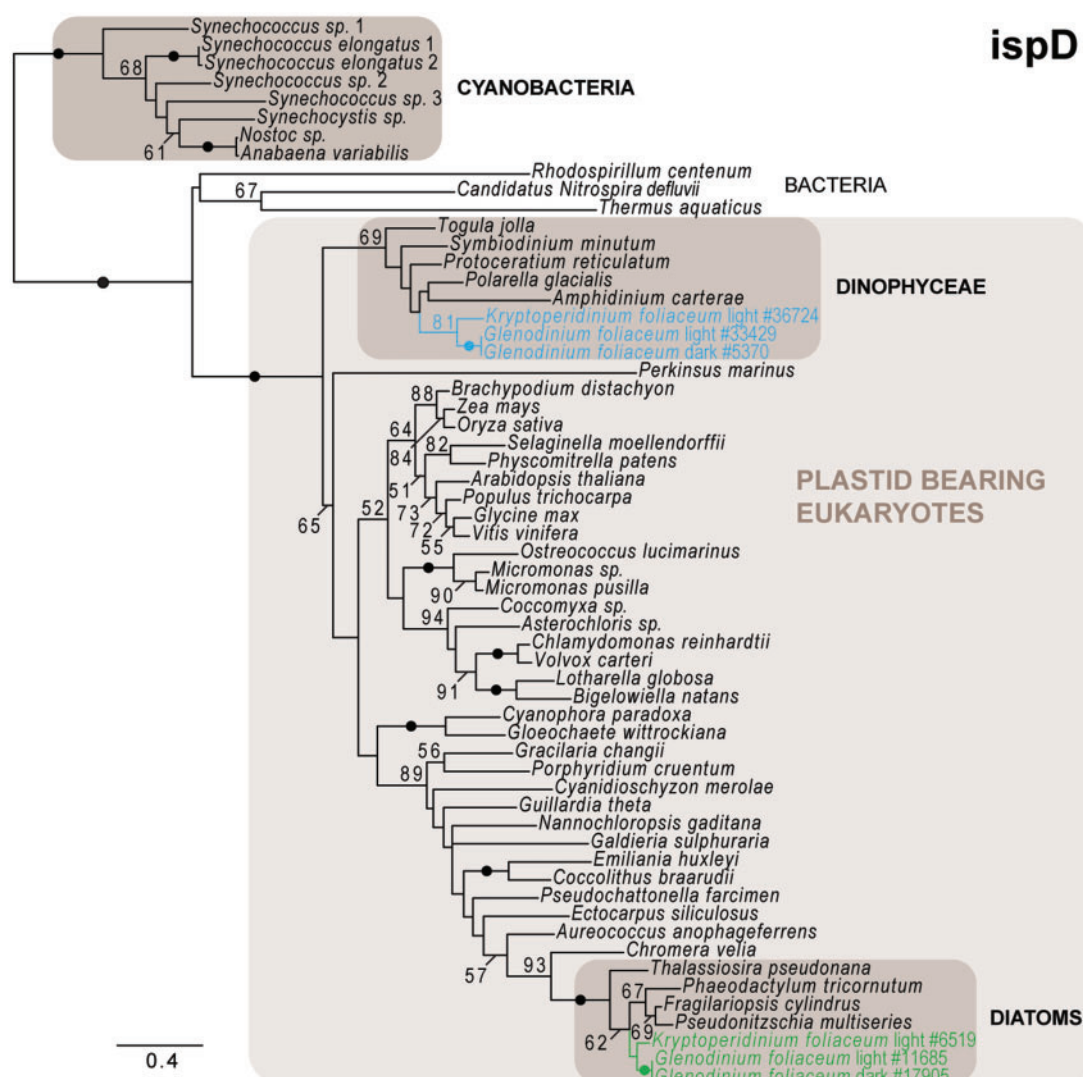 ispD
Synechococcus sp. 1
Synechococcus elongatus 1
Synechococcus elongatus 2
68
Synechococcus sp. 2
CYANOBACTERIA
Synechococcus sp. 3
Synechocystis sp.
Nostoc sp.
61
Anabaena variabilis
Rhodospirillum centenum
67
Candidatus Nitrospira defluvii
BACTERIA
Thermus aquaticus
Togula jolla
69
Symbiodinium minutum
Protoceratium reticulatum
Polarella glacialis
DINOPHYCEAE
Amphidinium carterae
81
Kryptoperidinium foliaceum light #36724
Glenodinium foliaceum light #33429
Glenodinium foliaceum dark #5370
Perkinsus marinus
88
Brachypodium distachyon
Zea mays
64
Oryza sativa
84
82
Selaginella moellendorffii
Physcomitrella patens
51
Arabidopsis thaliana
PLASTID BEARING
EUKARYOTES
52
73
Populus trichocarpa
65
72
Glycine max
55
Vitis vinifera
Ostreococcus lucimarinus
Micromonas sp.
90
Micromonas pusilla
94
Coccomyxa sp.
Asterochloris sp.
Chlamydomonas reinhardtii
Volvox carteri
91
Lotharella globosa
Bigelowiella natans
Cyanophora paradoxa
Gloeochaete wittrockiana
56
Gracilaria changii
89
Porphyridium cruentum
Cyanidioschyzon merolae
Guillardia theta
Nannochloropsis gaditana
Galdieria sulphuraria
Emiliania huxleyi
Coccolithus braarudii
Pseudochattonella farcimen
Ectocarpus siliculosus
Aureococcus anophageferrens
57
93
Chromera velia
Thalassiosira pseudonana
67
Phaeodactylum tricornutum
Fragilariopsis cylindrus
69
Pseudonitzschia multiseries
DIATOMS
62
Kryptoperidinium foliaceum light #6519
Glenodinium foliaceum light #11685
Glenodinium foliaceum dark #17905
0.4